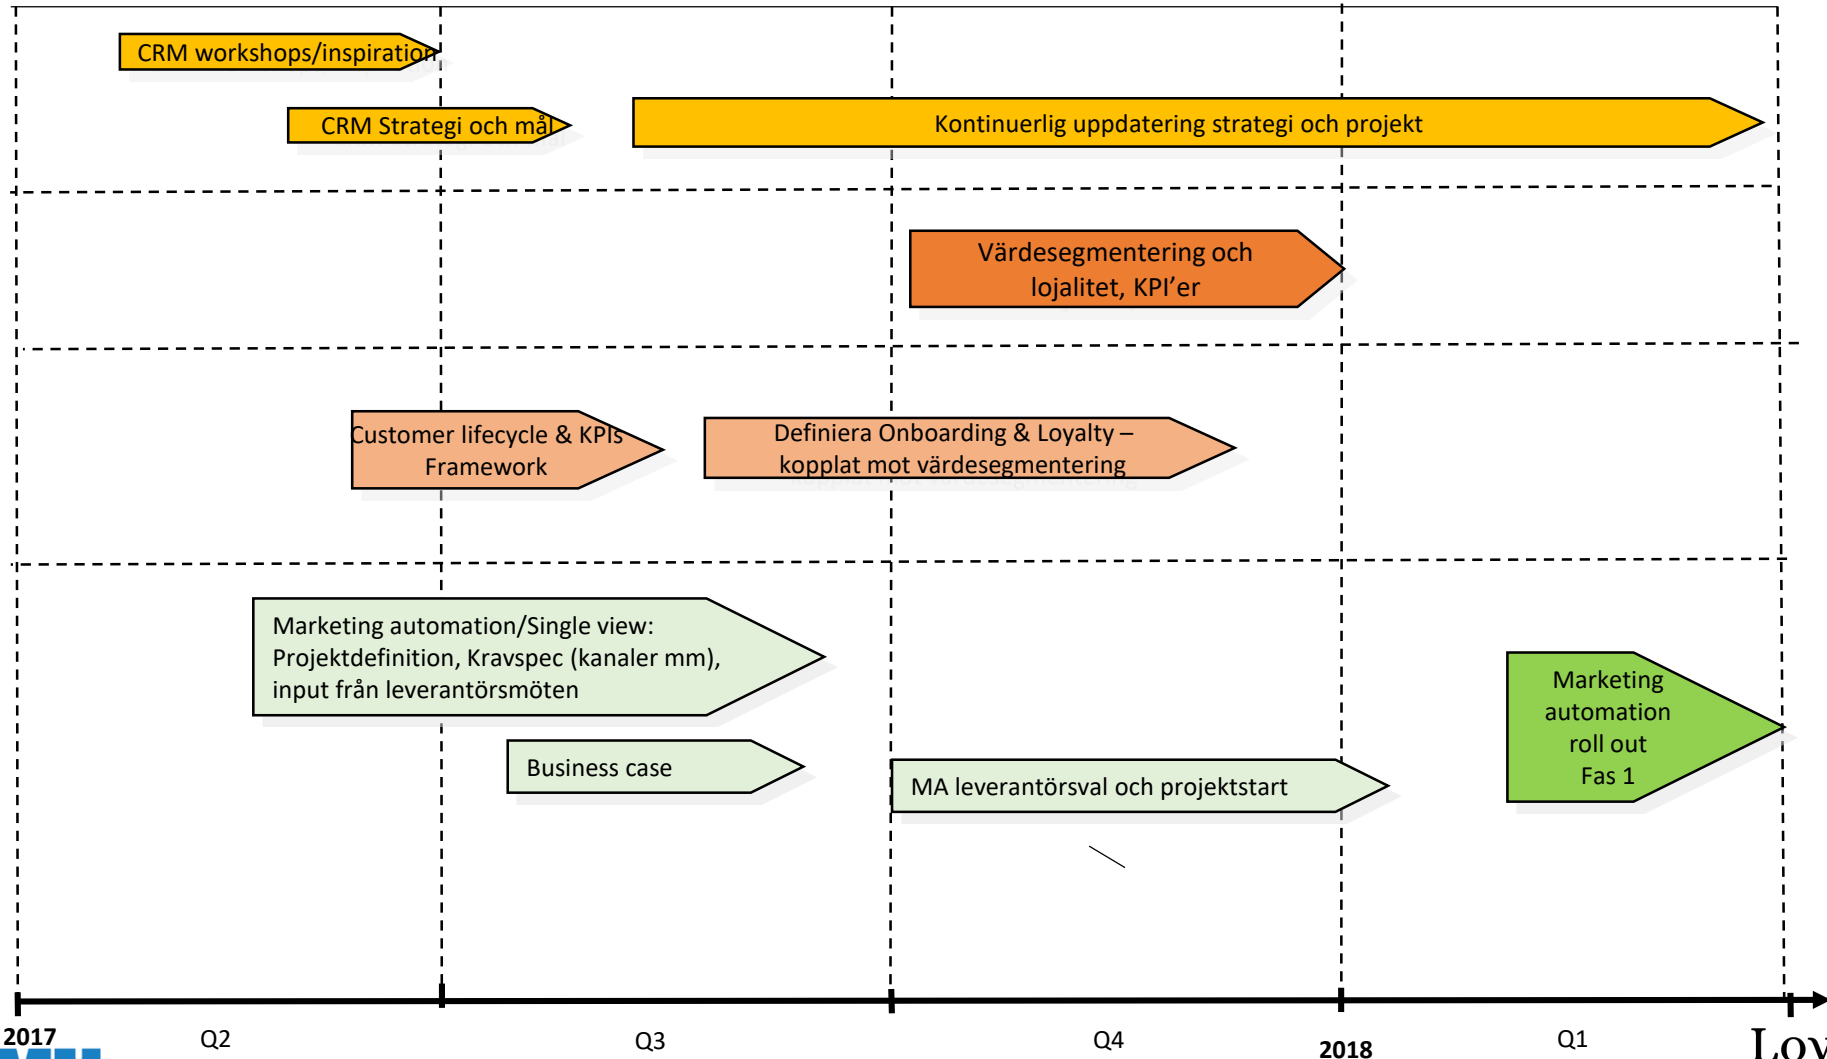 CRM workshops/inspiration
CRM Strategi och mål
Kontinuerlig uppdatering strategi och projekt
Värdesegmentering och
lojalitet, KPI’er
Customer lifecycle & KPIs
Framework
Definiera Onboarding & Loyalty –
kopplat mot värdesegmentering
Marketing automation/Single view:
Projektdefinition, Kravspec (kanaler mm),
input från leverantörsmöten
Business case
MA leverantörsval och projektstart
Marketing
automation
roll out
Fas 1
2017
Q2
Q3
Q4
2018
Q1